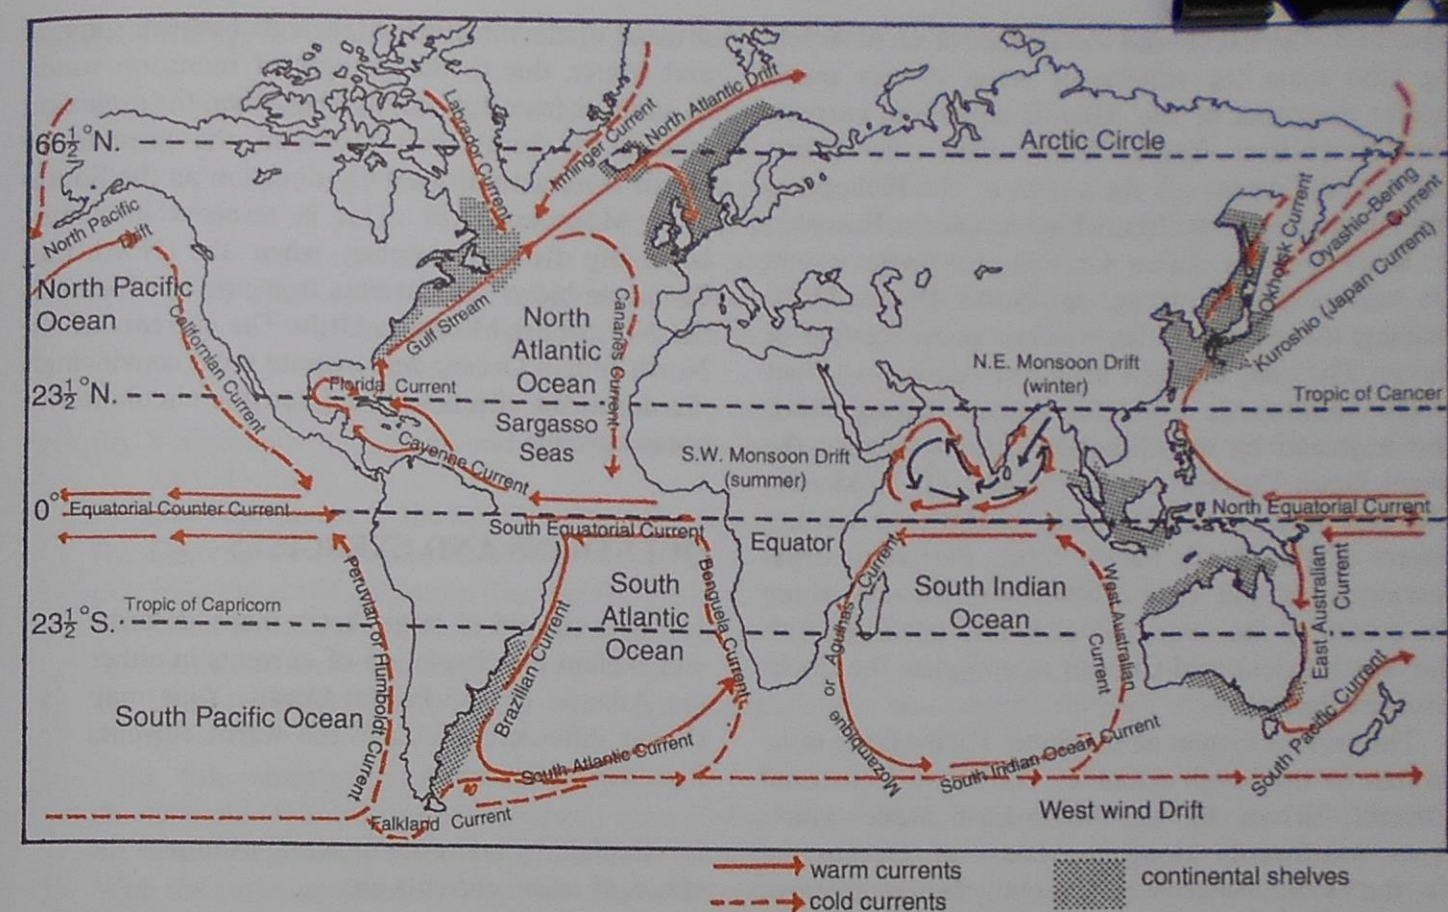 66½°N.
Arctic Circle
Labrador Current
Irminger Current
North Atlantic Drift
North Pacific
Drift
North Pacific
Ocean
Californian Current
Gulf Stream
North
Atlantic
Ocean
Canaries Current
Okhotsk Current
Oyashio-Bering
Current
Kuroshio (Japan Current)
N.E. Monsoon Drift
(winter)
23½°N.
Florida Current
Tropic of Cancer
Sargasso
Seas
Cayenne Current
S.W. Monsoon Drift
(summer)
0°
Equatorial Counter Current
North Equatorial Current
South Equatorial Current
Equator
Peruvian or Humboldt Current
South
Atlantic
Ocean
Benguela Current
Brazilian Current
South Indian
Ocean
Mozambique or Agulhas Current
West Australian
Current
East Australian
Current
23½°S.
Tropic of Capricorn
South Pacific Ocean
South Atlantic Current
South Indian Ocean Current
South Pacific Current
West wind Drift
Falkland Current
warm currents
cold currents
continental shelves